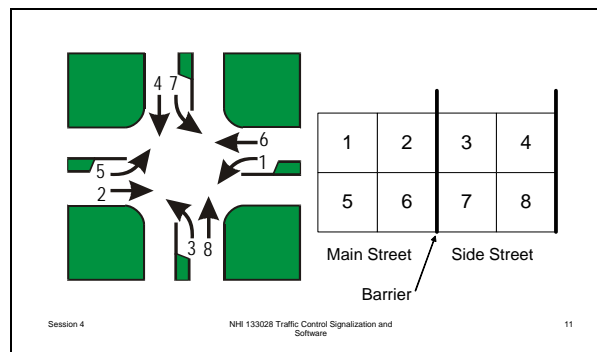 4 7
6
1
5
2
3 8
1 2 3 4
5 6 7 8
Main Street Side Street
Barrier
Session 4
NHI 133028 Traffic Control Signalization and
Software
11